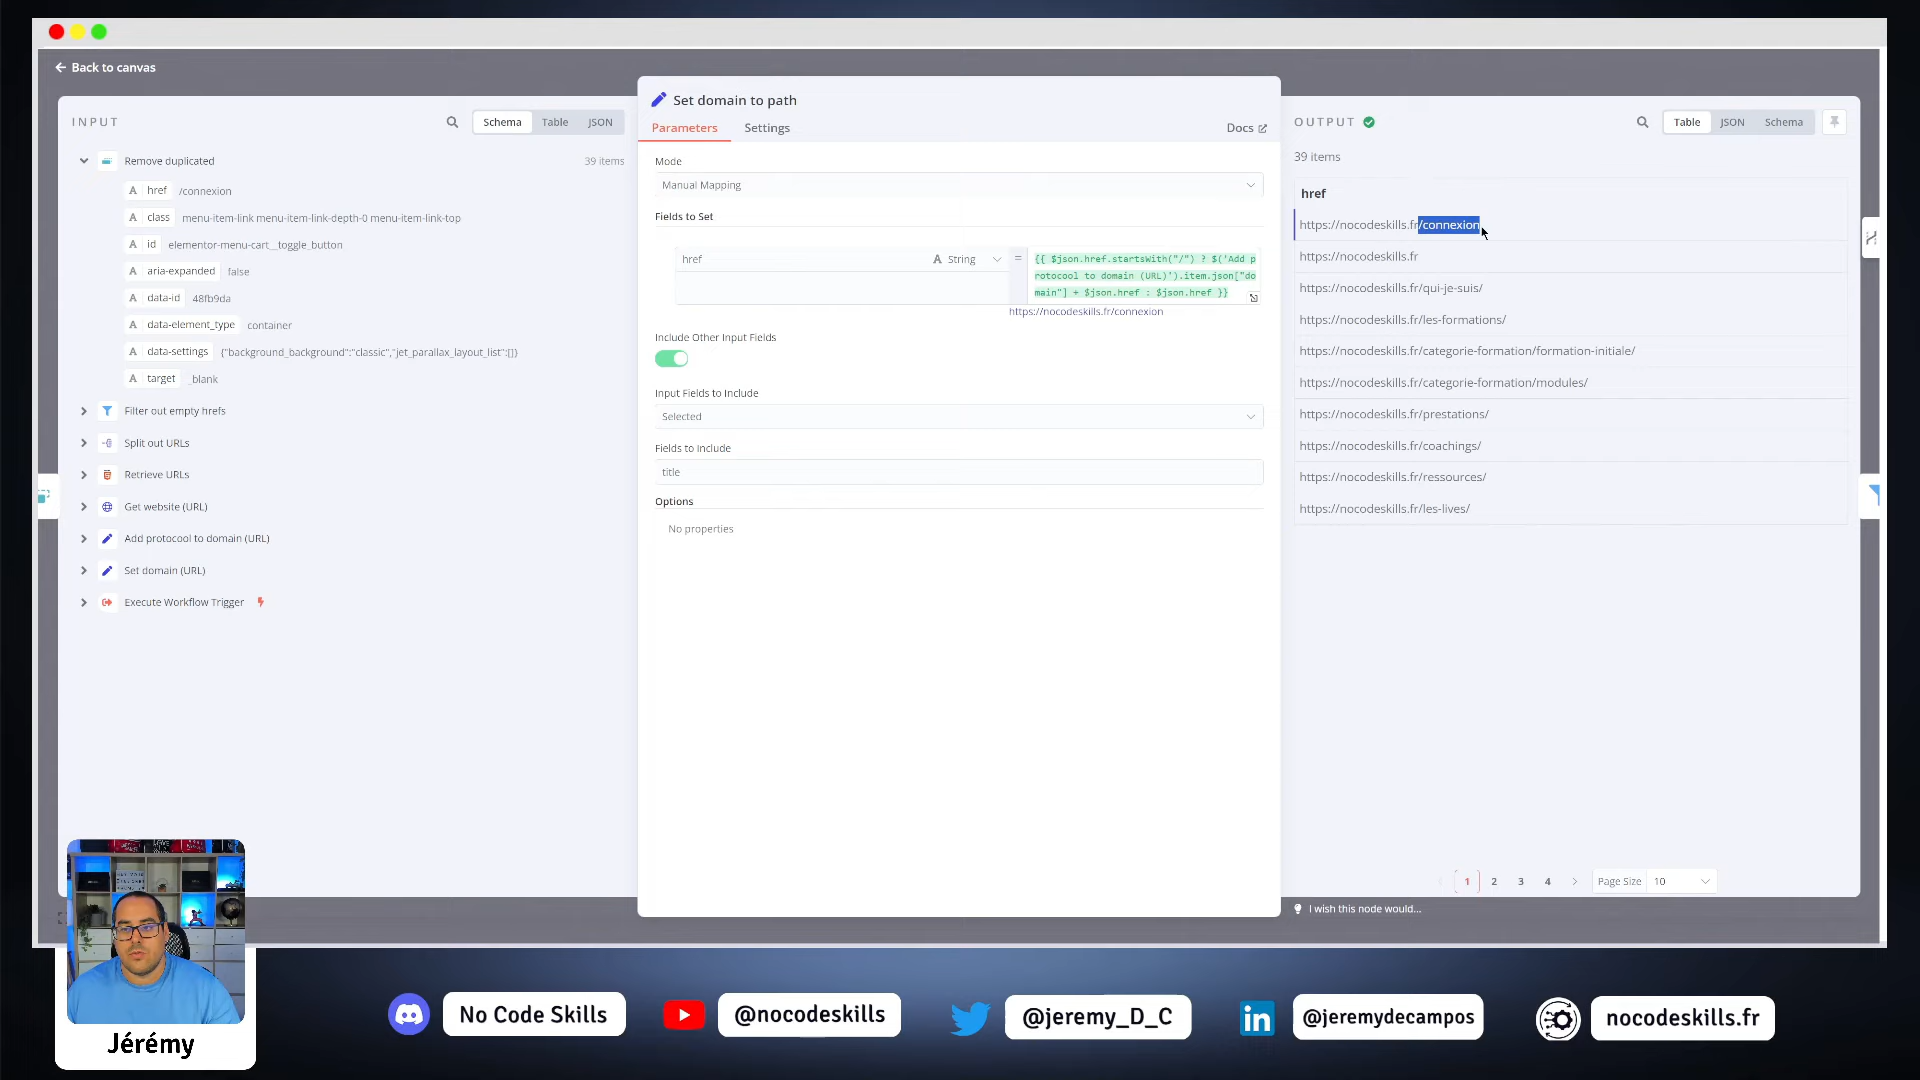 Back to canvas
INPUT
Schema
Table
JSON
Remove duplicated
39 items
A href /connexion
A class menu-item-link menu-item-link-depth-0 menu-item-link-top
A id elementor-menu-cart__toggle_button
A aria-expanded false
A data-id 48fb9da
A data-element_type container
A data-settings {"background_background":"classic","jet_parallax_layout_list":[]}
A target _blank
Filter out empty hrefs
Split out URLs
Retrieve URLs
Get website (URL)
Add protocool to domain (URL)
Set domain (URL)
Execute Workflow Trigger
Set domain to path
Parameters
Settings
Docs
Mode
Manual Mapping
Fields to Set
href
A String
=
{{ $json.href.startsWith("/") ? $('Add p
rotocool to domain (URL)').item.json["do
main"] + $json.href : $json.href }}
https://nocodeskills.fr/connexion
Include Other Input Fields
Input Fields to Include
Selected
Fields to Include
title
Options
No properties
OUTPUT
Table
JSON
Schema
39 items
href
https://nocodeskills.fr/connexion
https://nocodeskills.fr
https://nocodeskills.fr/qui-je-suis/
https://nocodeskills.fr/les-formations/
https://nocodeskills.fr/categorie-formation/formation-initiale/
https://nocodeskills.fr/categorie-formation/modules/
https://nocodeskills.fr/prestations/
https://nocodeskills.fr/coachings/
https://nocodeskills.fr/ressources/
https://nocodeskills.fr/les-lives/
1 2 3 4
Page Size 10
I wish this node would...
Jérémy
No Code Skills
@nocodeskills
@jeremy_D_C
in
@jeremydecampos
nocodeskills.fr